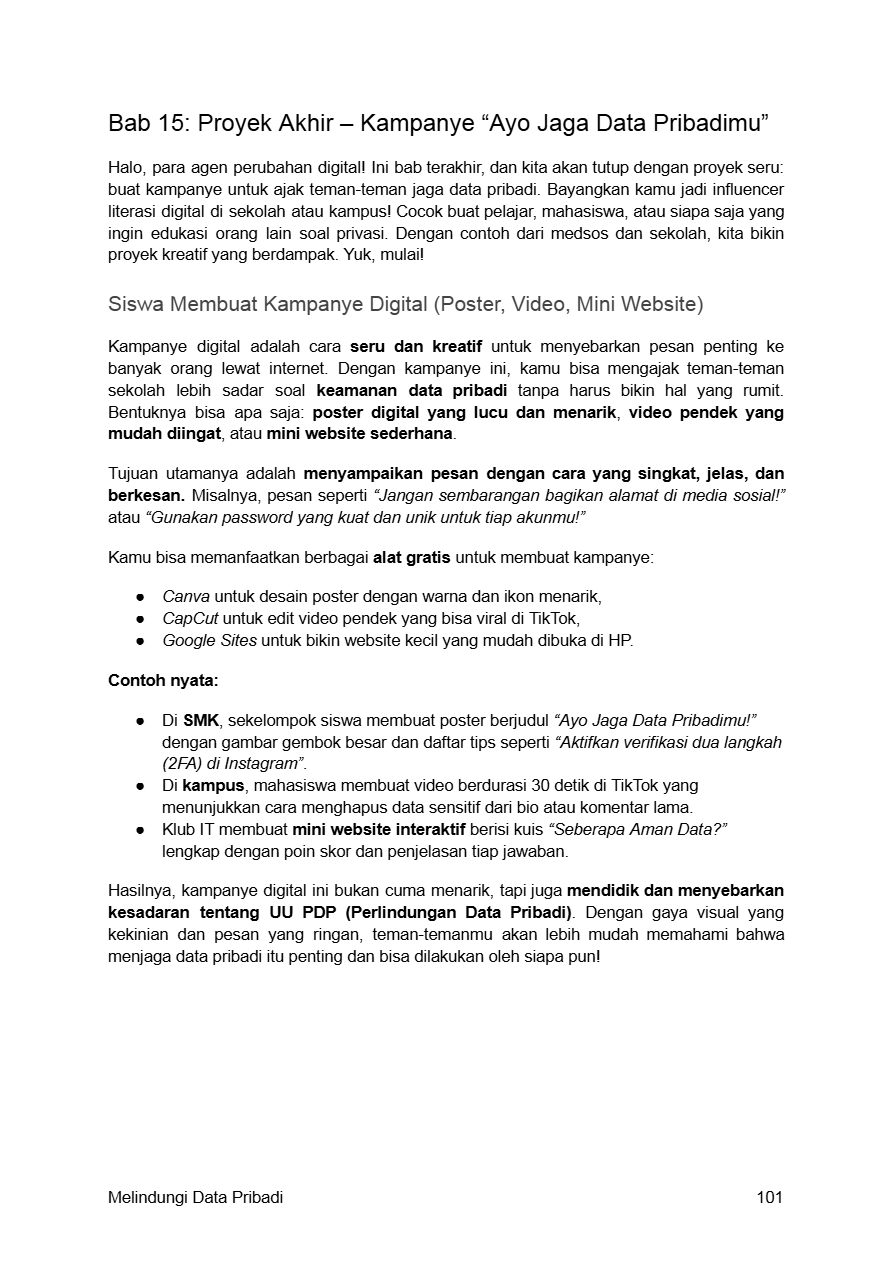 Bab 15: Proyek Akhir – Kampanye “Ayo Jaga Data Pribadimu”
Halo, para agen perubahan digital! Ini bab terakhir, dan kita akan tutup dengan proyek seru:
buat kampanye untuk ajak teman-teman jaga data pribadi. Bayangkan kamu jadi influencer
literasi digital di sekolah atau kampus! Cocok buat pelajar, mahasiswa, atau siapa saja yang
ingin edukasi orang lain soal privasi. Dengan contoh dari medsos dan sekolah, kita bikin
proyek kreatif yang berdampak. Yuk, mulai!
Siswa Membuat Kampanye Digital (Poster, Video, Mini Website)
Kampanye digital adalah cara seru dan kreatif untuk menyebarkan pesan penting ke
banyak orang lewat internet. Dengan kampanye ini, kamu bisa mengajak teman-teman
sekolah lebih sadar soal keamanan data pribadi tanpa harus bikin hal yang rumit.
Bentuknya bisa apa saja: poster digital yang lucu dan menarik, video pendek yang
mudah diingat, atau mini website sederhana.
Tujuan utamanya adalah menyampaikan pesan dengan cara yang singkat, jelas, dan
berkesan. Misalnya, pesan seperti “Jangan sembarangan bagikan alamat di media sosial!”
atau “Gunakan password yang kuat dan unik untuk tiap akunmu!”
Kamu bisa memanfaatkan berbagai alat gratis untuk membuat kampanye:
● Canva untuk desain poster dengan warna dan ikon menarik,
● CapCut untuk edit video pendek yang bisa viral di TikTok,
● Google Sites untuk bikin website kecil yang mudah dibuka di HP.
Contoh nyata:
● Di SMK, sekelompok siswa membuat poster berjudul “Ayo Jaga Data Pribadimu!”
dengan gambar gembok besar dan daftar tips seperti “Aktifkan verifikasi dua langkah
(2FA) di Instagram”.
● Di kampus, mahasiswa membuat video berdurasi 30 detik di TikTok yang
menunjukkan cara menghapus data sensitif dari bio atau komentar lama.
● Klub IT membuat mini website interaktif berisi kuis “Seberapa Aman Data?”
lengkap dengan poin skor dan penjelasan tiap jawaban.
Hasilnya, kampanye digital ini bukan cuma menarik, tapi juga mendidik dan menyebarkan
kesadaran tentang UU PDP (Perlindungan Data Pribadi). Dengan gaya visual yang
kekinian dan pesan yang ringan, teman-temanmu akan lebih mudah memahami bahwa
menjaga data pribadi itu penting dan bisa dilakukan oleh siapa pun!
Melindungi Data Pribadi 101